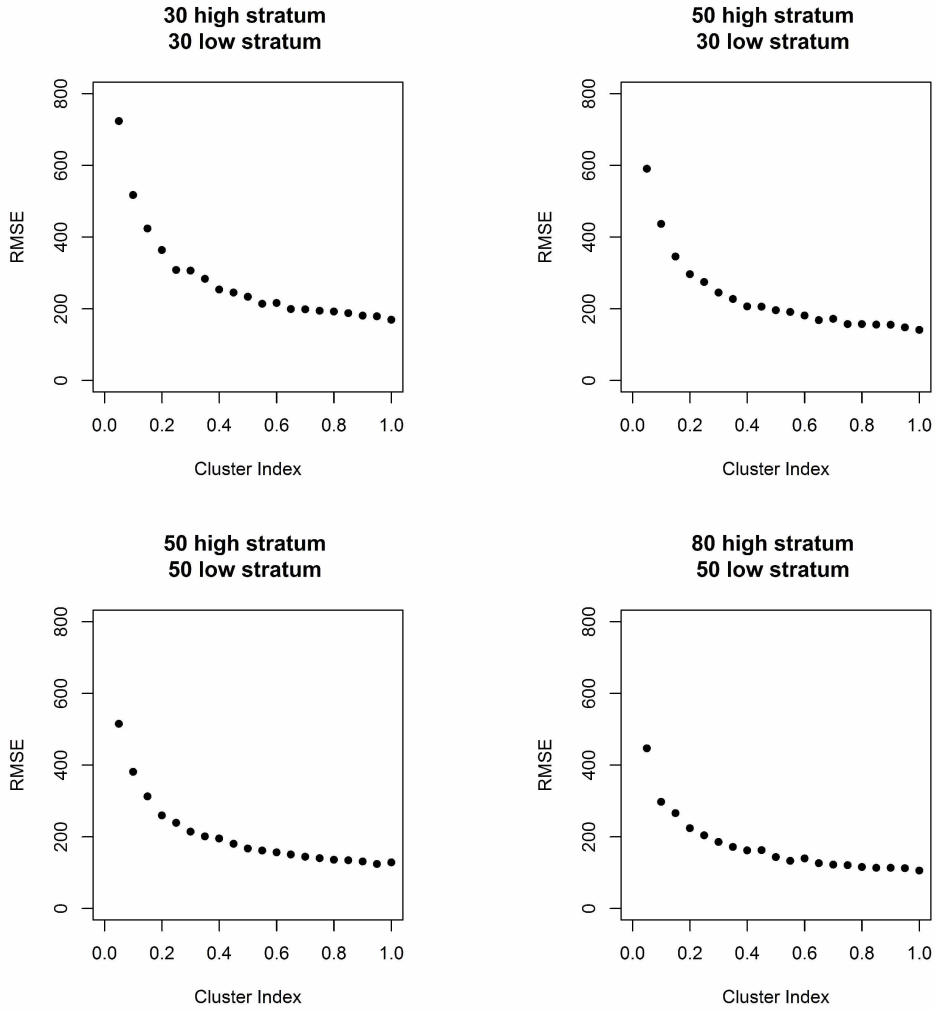 30 high stratum
30 low stratum
RMSE
800
600
400
200
0
0.0 0.2 0.4 0.6 0.8 1.0
Cluster Index
50 high stratum
30 low stratum
RMSE
800
600
400
200
0
0.0 0.2 0.4 0.6 0.8 1.0
Cluster Index
50 high stratum
50 low stratum
RMSE
800
600
400
200
0
0.0 0.2 0.4 0.6 0.8 1.0
Cluster Index
80 high stratum
50 low stratum
RMSE
800
600
400
200
0
0.0 0.2 0.4 0.6 0.8 1.0
Cluster Index